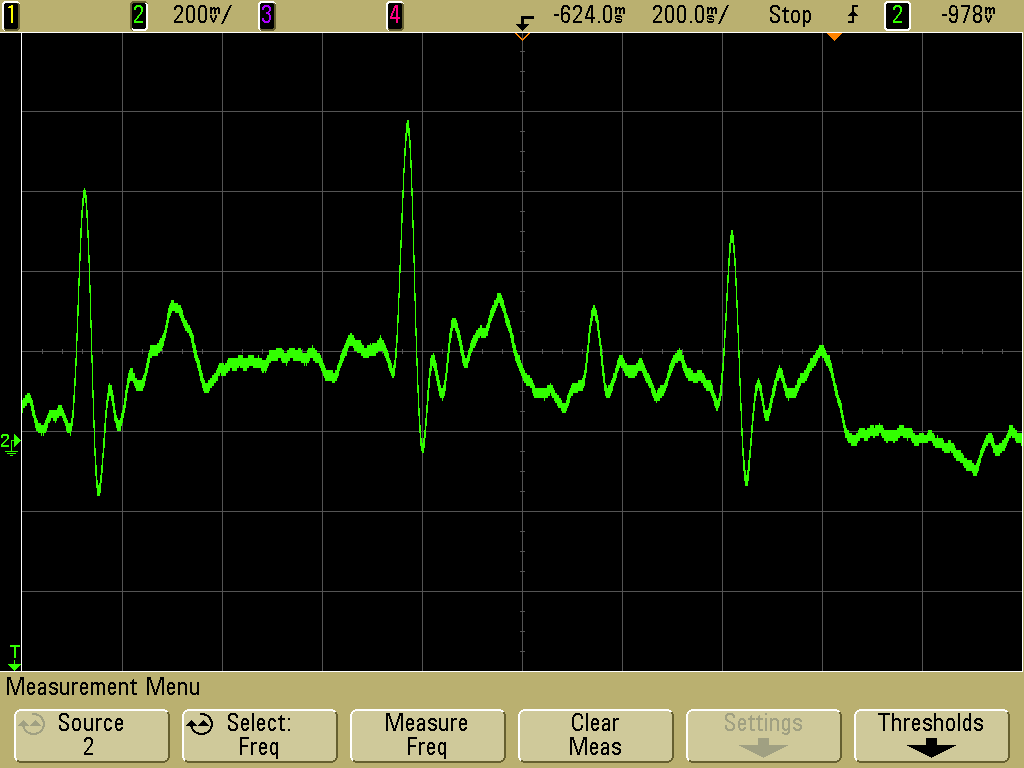 1 2 200mV/ 3 4 -624.0ms 200.0ms/ Stop 2 -978mV
2
T
Measurement Menu
Source Select: Measure Clear Settings Thresholds
2 Freq Freq Meas